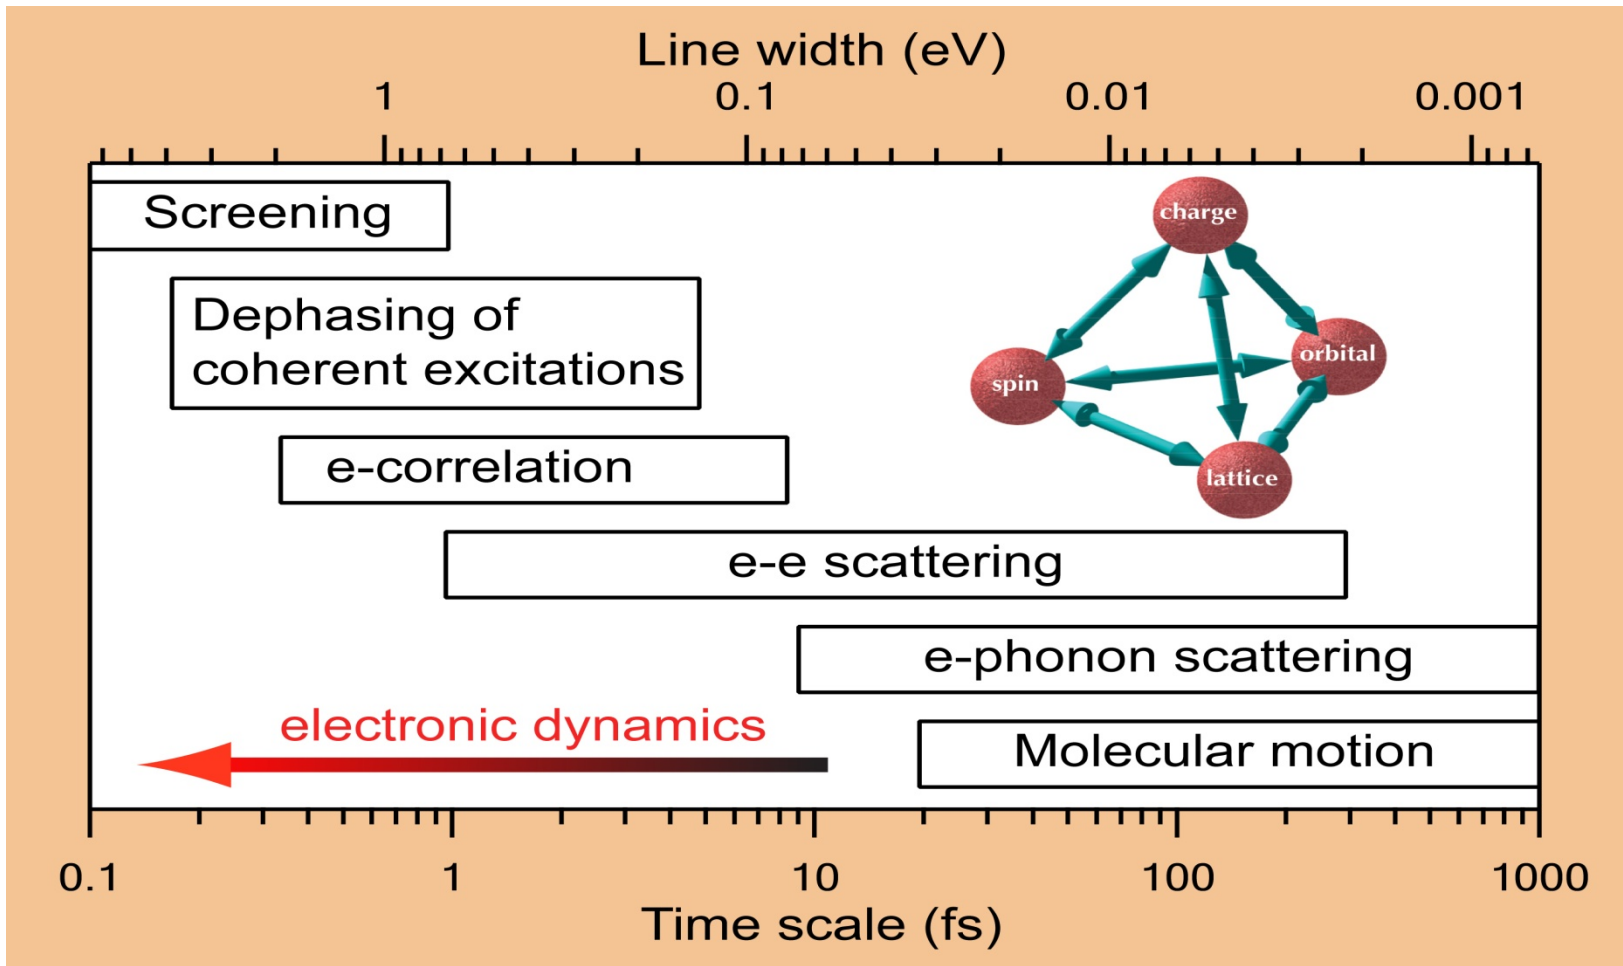 Line width (eV)
1 0.1 0.01 0.001
Screening
charge
Dephasing of
coherent excitations
orbital
spin
e-correlation
lattice
e-e scattering
e-phonon scattering
electronic dynamics
Molecular motion
0.1 1 10 100 1000
Time scale (fs)